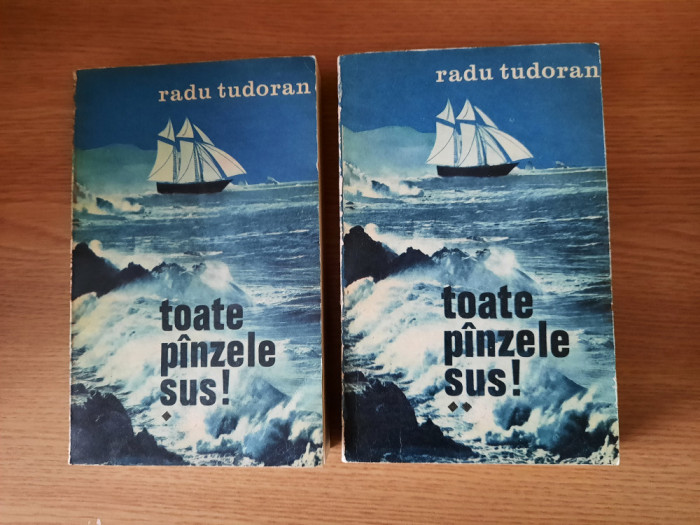 radu tudoran
toate
pînzele
sus!
radu tudoran
toate
pînzele
sus!